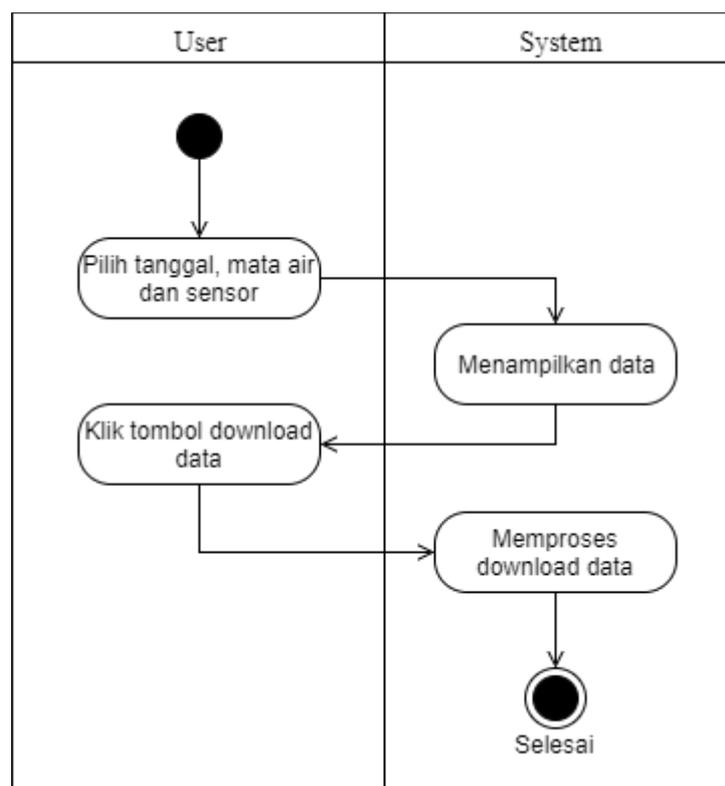 User
System
Pilih tanggal, mata air
dan sensor
Menampilkan data
Klik tombol download
data
Memproses
download data
Selesai